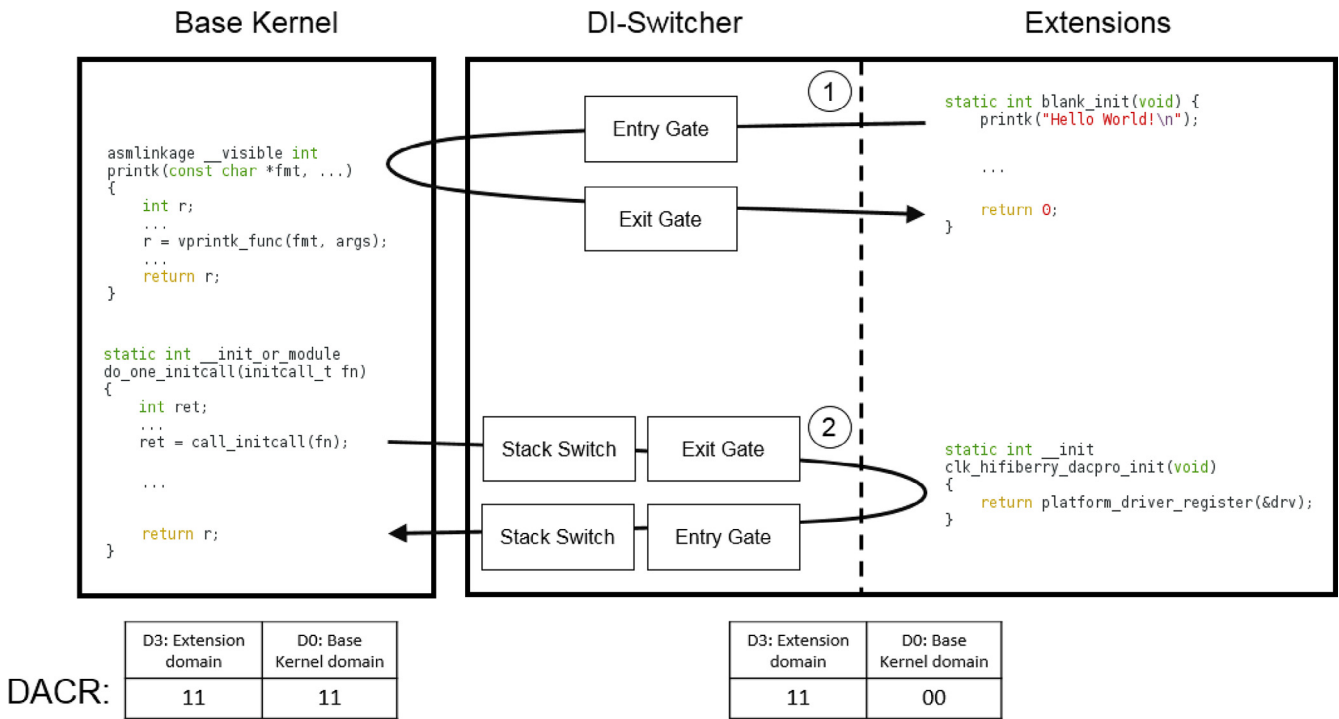 Base Kernel
DI-Switcher
Extensions
asmlinkage __visible int
printk(const char *fmt, ...)
{
int r;
...
r = vprintk_func(fmt, args);
...
return r;
}
static int __init_or_module
do_one_initcall(initcall_t fn)
{
int ret;
...
ret = call_initcall(fn);
...
return r;
}
1
Entry Gate
Exit Gate
2
Stack Switch
Exit Gate
Stack Switch
Entry Gate
static int blank_init(void) {
printk("Hello World!\n");
...
return 0;
}
static int __init
clk_hifiberry_dacpro_init(void)
{
return platform_driver_register(&drv);
}
DACR:
D3: Extension
domain
D0: Base
Kernel domain
11
11
D3: Extension
domain
D0: Base
Kernel domain
11
00